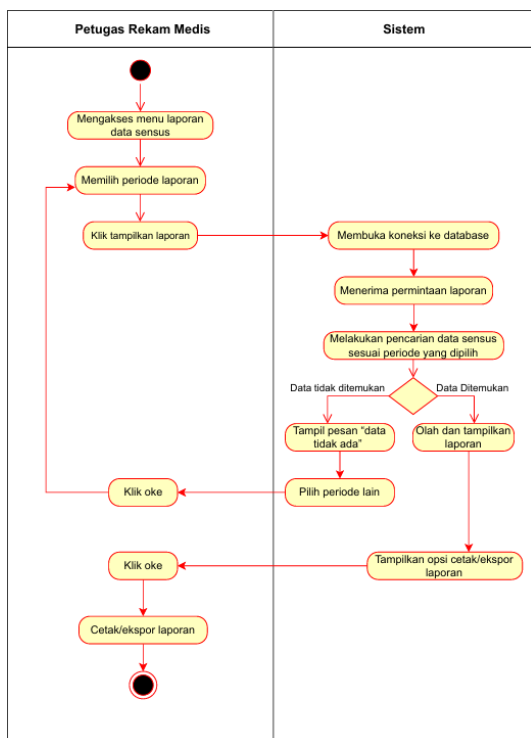 Petugas Rekam Medis
Sistem
Mengakses menu laporan
data sensus
Memilih periode laporan
Klik tampilkan laporan
Membuka koneksi ke database
Menerima permintaan laporan
Melakukan pencarian data sensus
sesuai periode yang dipilih
Data tidak ditemukan
Data Ditemukan
Tampil pesan “data
tidak ada”
Olah dan tampilkan
laporan
Klik oke
Pilih periode lain
Klik oke
Tampilkan opsi cetak/ekspor
laporan
Cetak/ekspor laporan